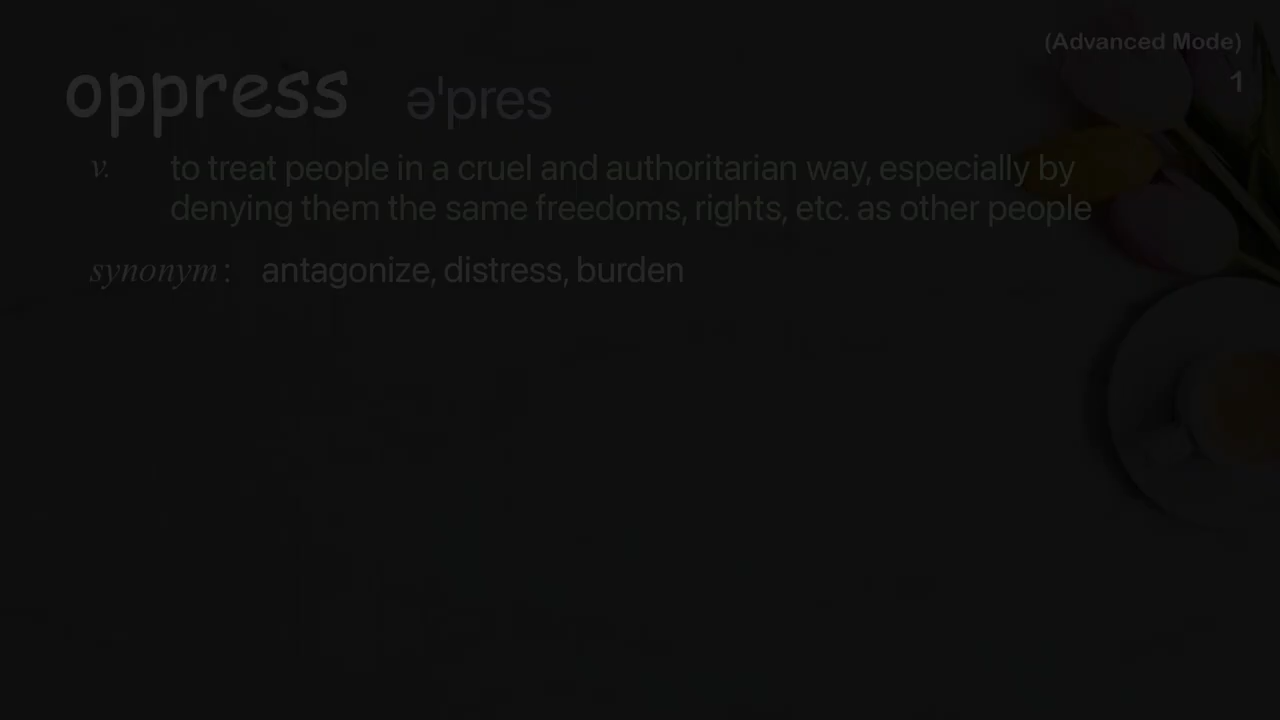 (Advanced Mode)
oppress ə'pres
1
v. to treat people in a cruel and authoritarian way, especially by
denying them the same freedoms, rights, etc. as other people
synonym: antagonize, distress, burden